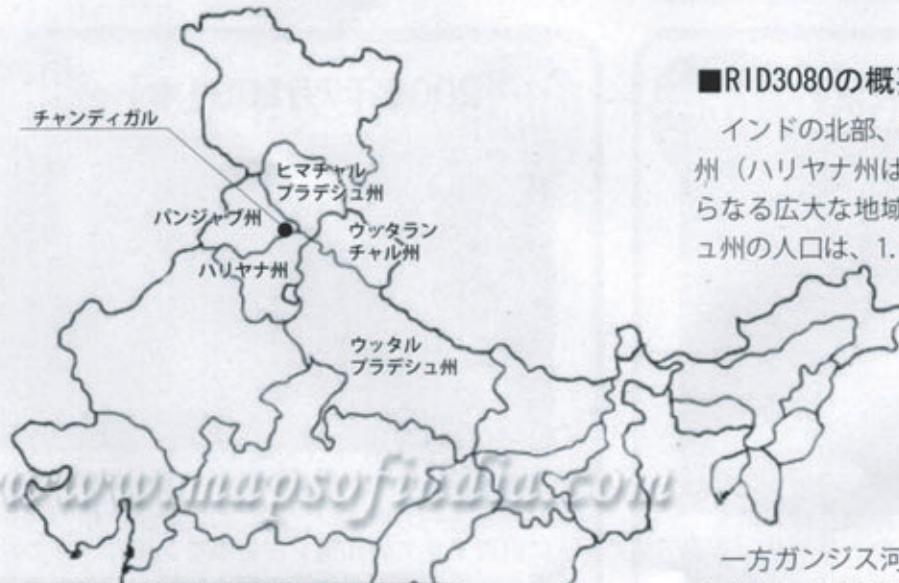 チャンディガル
ヒマチャル
プラデシュ州
パンジャブ州
ウッタラン
チャル州
ハリヤナ州
ウッタル
プラデシュ州
www.mapsofindia.com
■RID3080の概要
インドの北部、
州（ハリヤナ州は
らなる広大な地域
ュ州の人口は、1.
一方ガンジス河